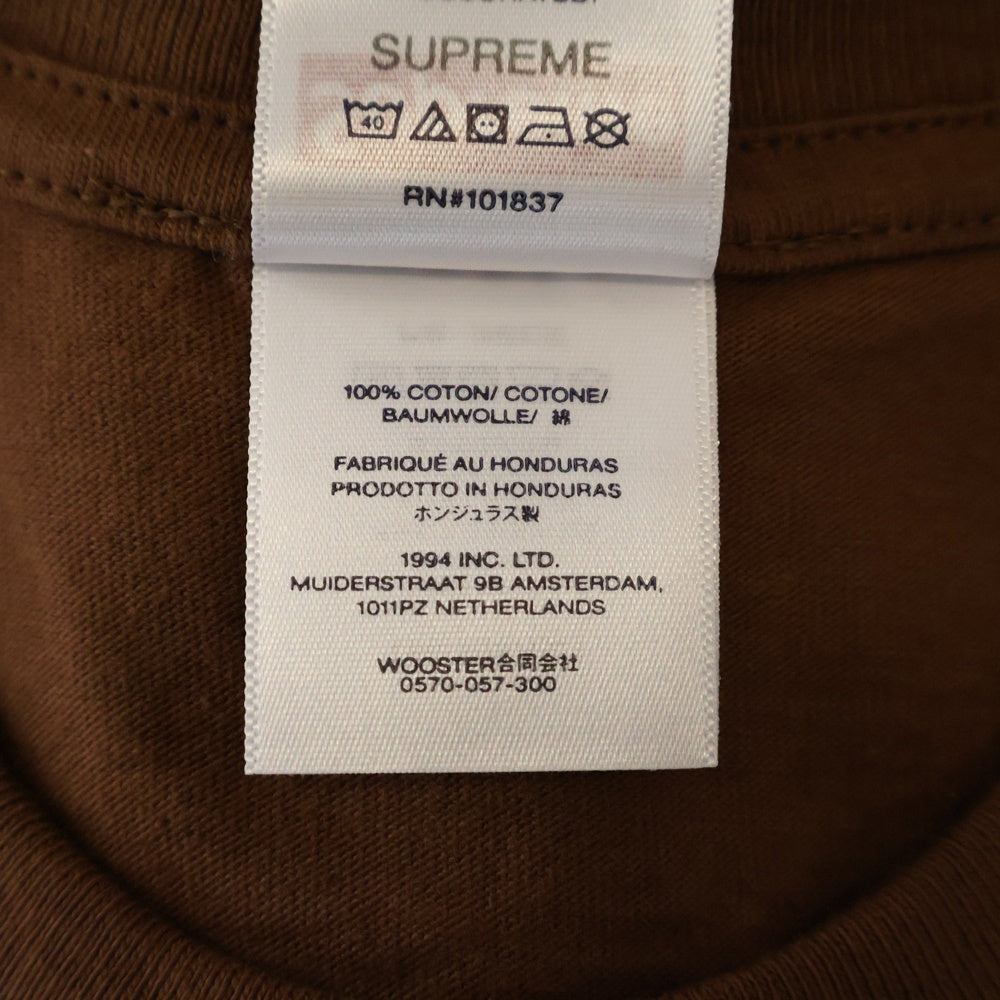 SUPREME
40
RN#101837
100% COTON/ COTONE/
BAUMWOLLE/ 綿
FABRIQUÉ AU HONDURAS
PRODOTTO IN HONDURAS
ホンジュラス製
1994 INC. LTD.
MUIDERSTRAAT 9B AMSTERDAM,
1011PZ NETHERLANDS
WOOSTER合同会社
0570-057-300